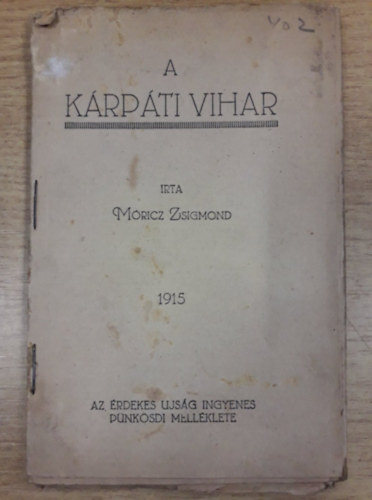 A
KÁRPÁTI VIHAR
IRTA
MÓRICZ ZSIGMOND
1915
AZ ÉRDEKES UJSÁG INGYENES
PÜNKÖSDI MELLÉKLETE